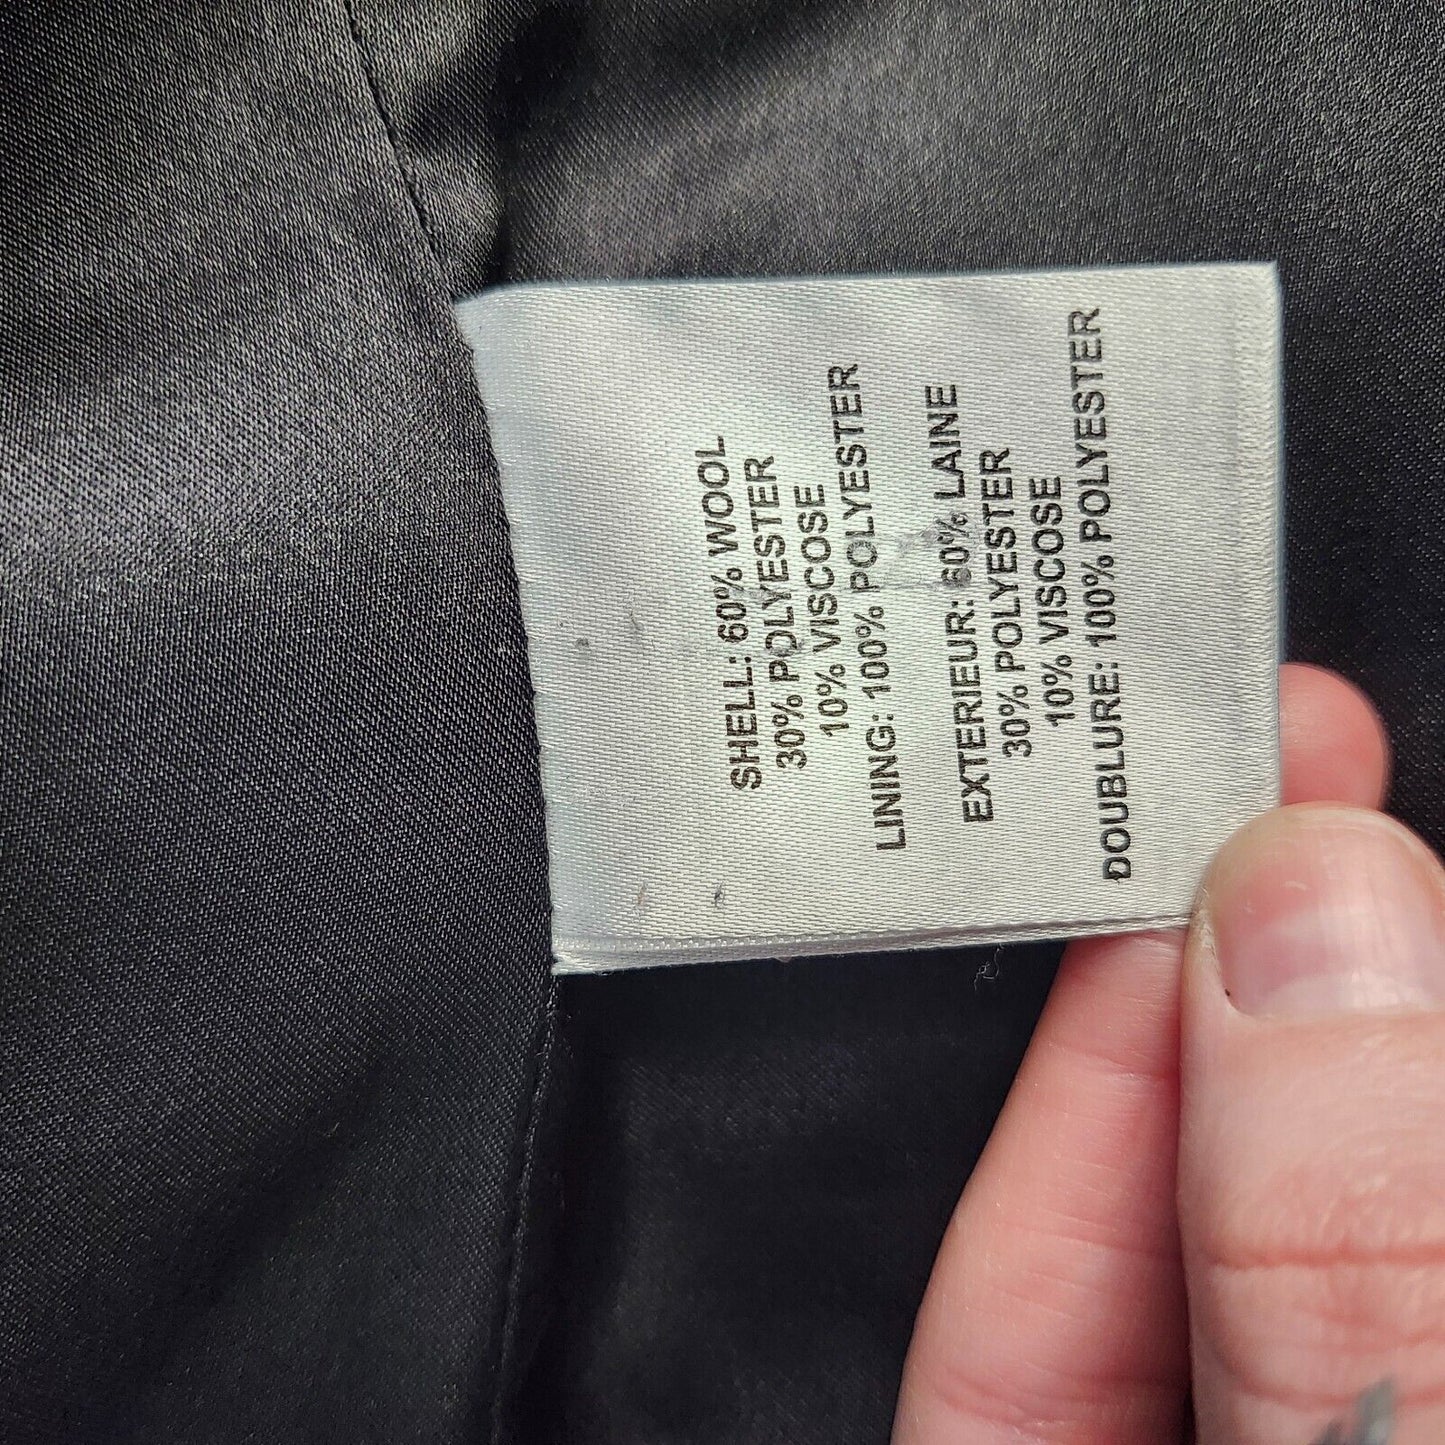 SHELL: 60% WOOL
30% POLYESTER
10% VISCOSE
LINING: 100% POLYESTER
EXTERIEUR: 60% LAINE
30% POLYESTER
10% VISCOSE
DOUBLURE: 100% POLYESTER